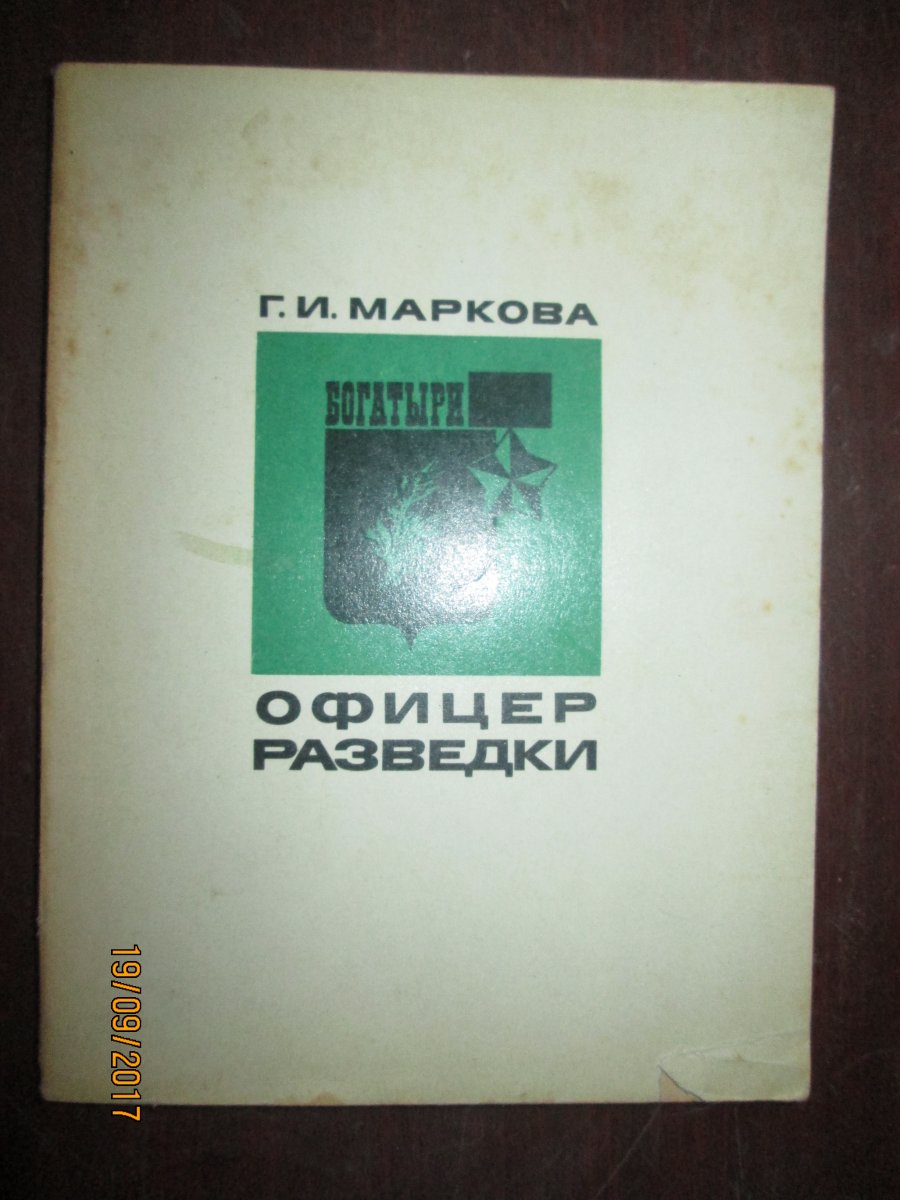 Г. И. МАРКОВА
БОГАТЫРИ
ОФИЦЕР
РАЗВЕДКИ
19/09/2017